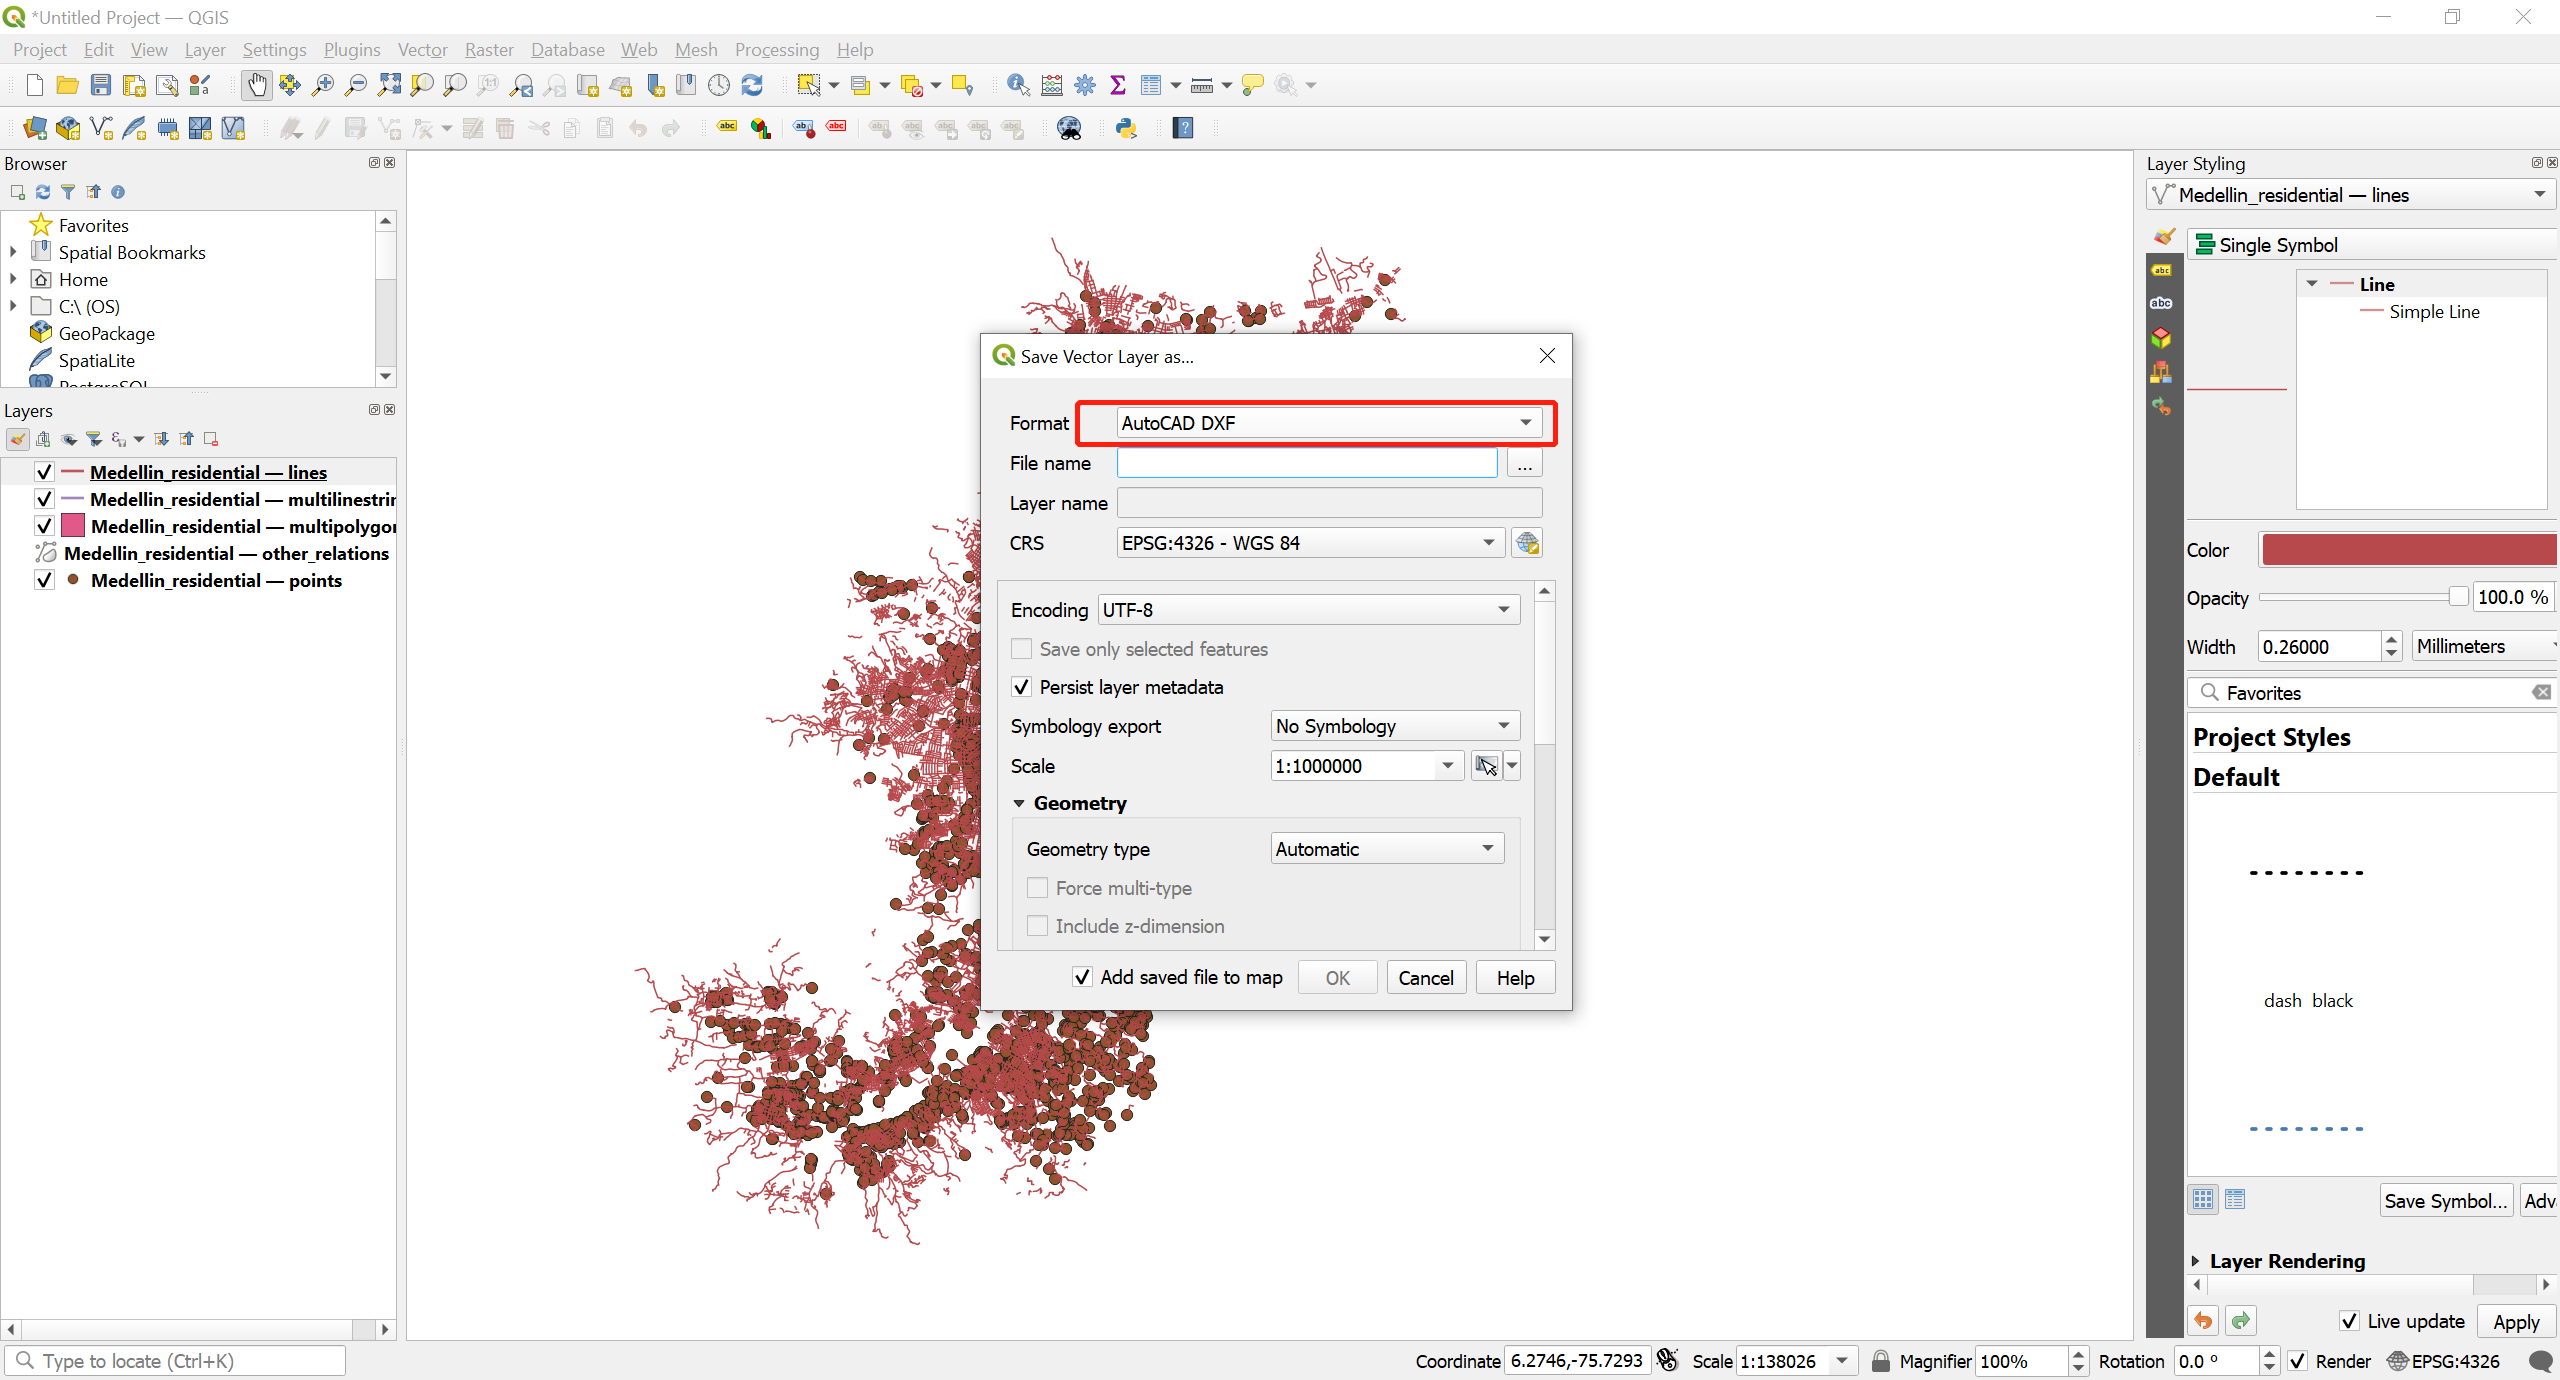 *Untitled Project — QGIS
Project Edit View Layer Settings Plugins Vector Raster Database Web Mesh Processing Help
Browser
Favorites
Spatial Bookmarks
Home
C:\ (OS)
GeoPackage
SpatiaLite
PostgreSQL
Layers
Medellin_residential — lines
Medellin_residential — multilinestrin
Medellin_residential — multipolygon
Medellin_residential — other_relations
Medellin_residential — points
Save Vector Layer as...
Format AutoCAD DXF
File name ...
Layer name
CRS EPSG:4326 - WGS 84
Encoding UTF-8
Save only selected features
Persist layer metadata
Symbology export No Symbology
Scale 1:1000000
Geometry
Geometry type Automatic
Force multi-type
Include z-dimension
Add saved file to map OK Cancel Help
Layer Styling
Medellin_residential — lines
Single Symbol
Line
Simple Line
Color
Opacity 100.0 %
Width 0.26000 Millimeters
Favorites
Project Styles
Default
dash black
Save Symbol... Adv
Layer Rendering
Live update Apply
Type to locate (Ctrl+K)
Coordinate 6.2746,-75.7293 Scale 1:138026 Magnifier 100% Rotation 0.0 ° Render EPSG:4326